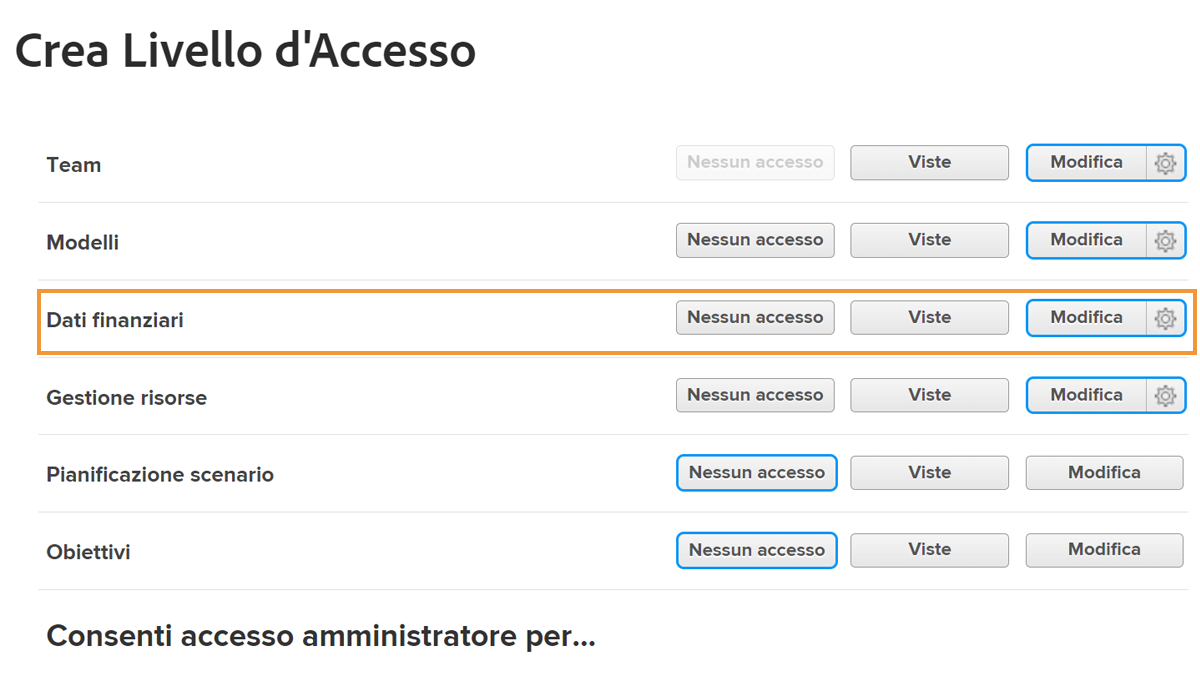 Crea Livello d'Accesso
Team Nessun accesso Viste Modifica
Modelli Nessun accesso Viste Modifica
Dati finanziari Nessun accesso Viste Modifica
Gestione risorse Nessun accesso Viste Modifica
Pianificazione scenario Nessun accesso Viste Modifica
Obiettivi Nessun accesso Viste Modifica
Consenti accesso amministratore per...